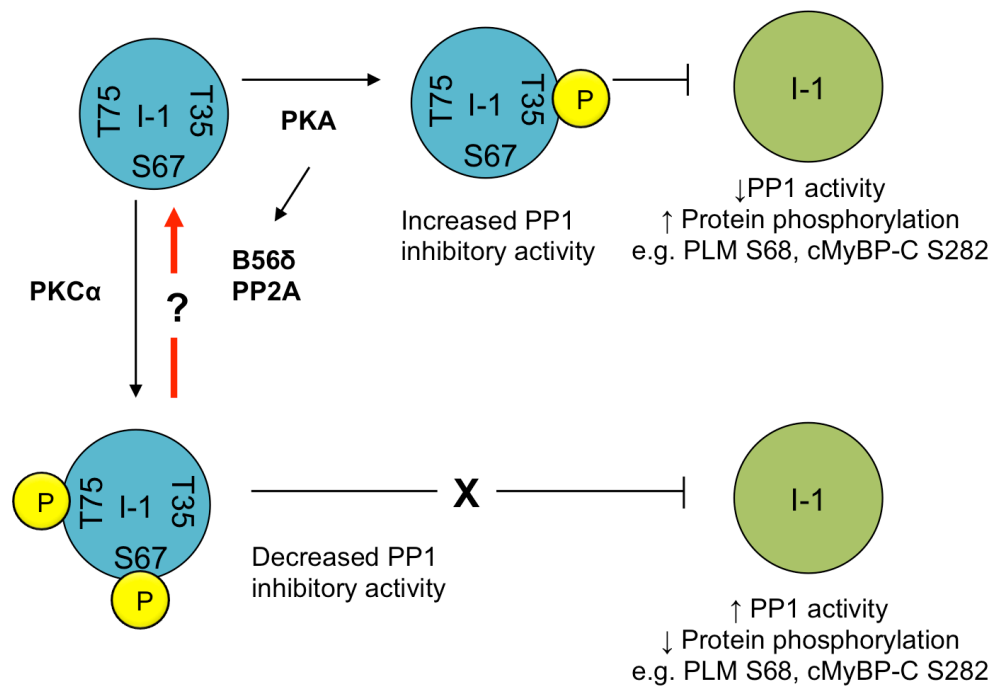 T75
I-1
T35
S67
PKA
T75
I-1
T35
P
S67
I-1
Increased PP1
inhibitory activity
↓PP1 activity
↑ Protein phosphorylation
e.g. PLM S68, cMyBP-C S282
B56δ
PP2A
PKCα
?
P
T75
I-1
T35
S67
P
X
Decreased PP1
inhibitory activity
I-1
↑ PP1 activity
↓ Protein phosphorylation
e.g. PLM S68, cMyBP-C S282